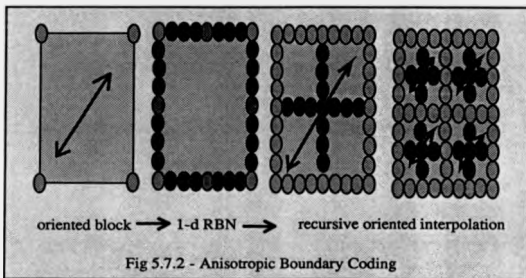 oriented block → 1-d RBN → recursive oriented interpolation
Fig 5.7.2 - Anisotropic Boundary Coding